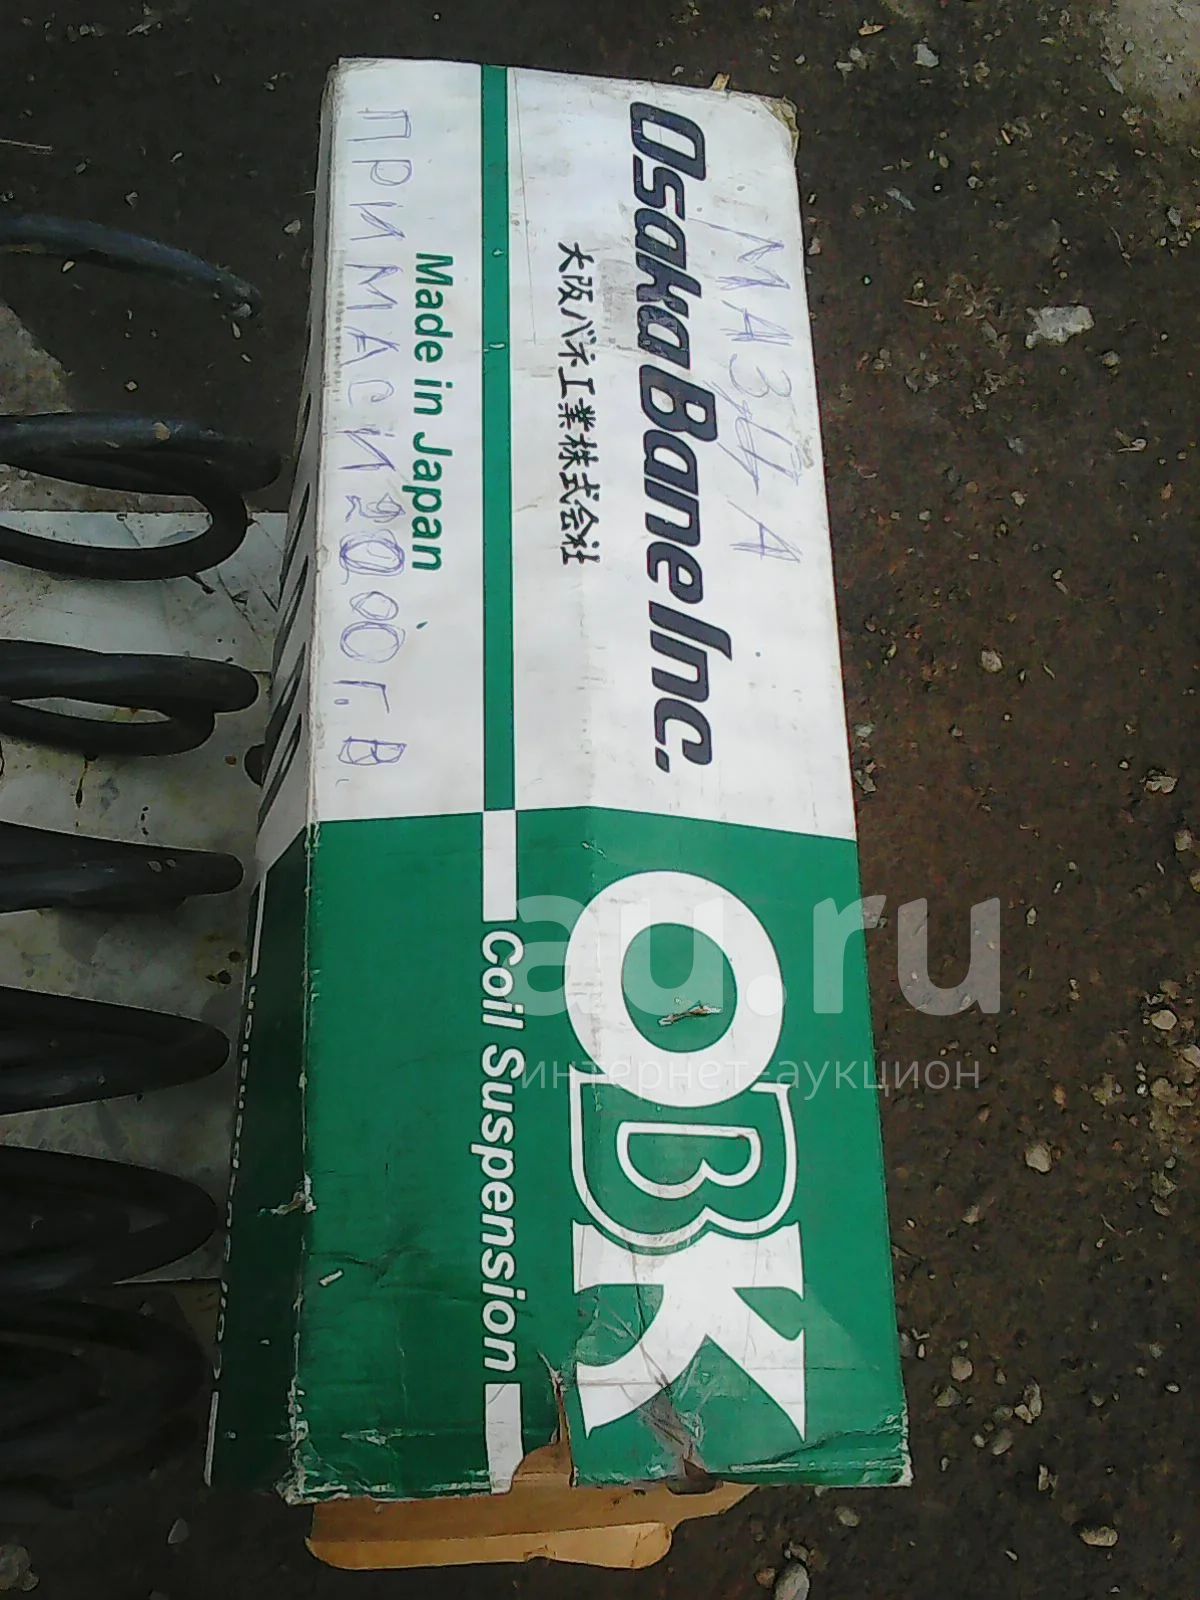 МАЗДА
Osaka Bane Inc.
大阪バネ工業株式会社
Made in Japan
ПРИМАСИ 2000 г.в.
OBK
Coil Suspension
au.ru
интернет-аукцион